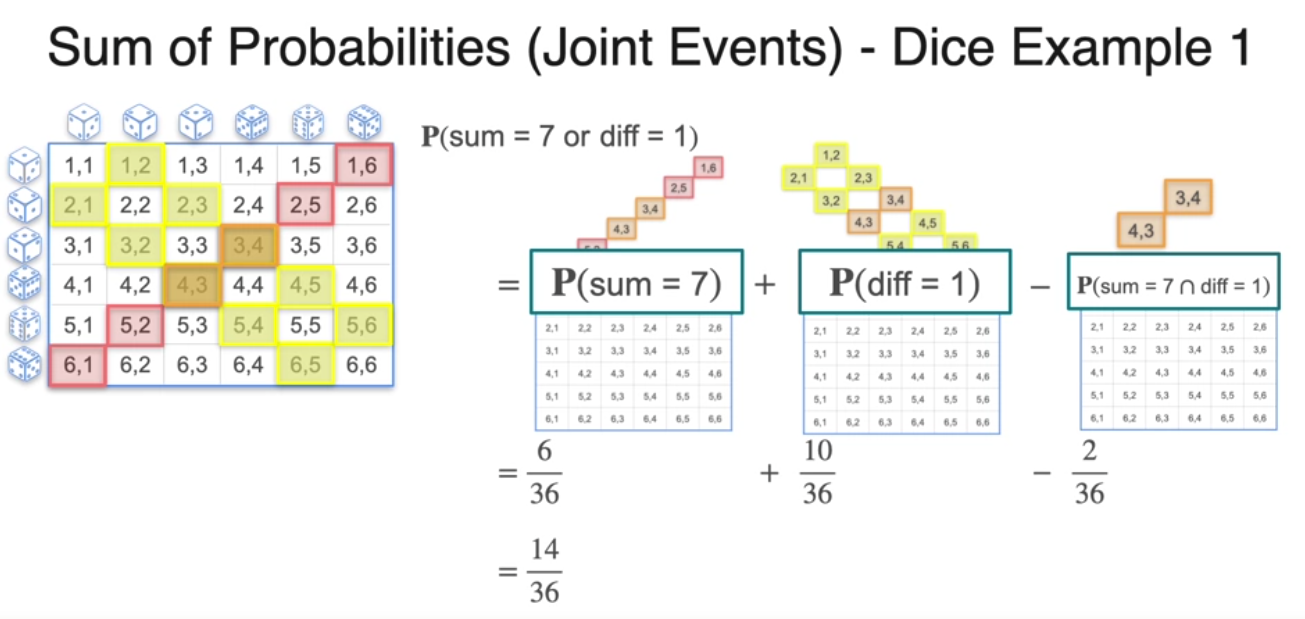 Sum of Probabilities (Joint Events) - Dice Example 1
1,1 1,2 1,3 1,4 1,5 1,6
2,1 2,2 2,3 2,4 2,5 2,6
3,1 3,2 3,3 3,4 3,5 3,6
4,1 4,2 4,3 4,4 4,5 4,6
5,1 5,2 5,3 5,4 5,5 5,6
6,1 6,2 6,3 6,4 6,5 6,6
P(sum = 7 or diff = 1)
1,6
2,5
3,4
4,3
1,2
2,1 2,3
3,2 3,4
4,3 4,5
5,4 5,6
3,4
4,3
= P(sum = 7) + P(diff = 1) − P(sum = 7 ∩ diff = 1)
2,1 2,2 2,3 2,4 2,5 2,6
3,1 3,2 3,3 3,4 3,5 3,6
4,1 4,2 4,3 4,4 4,5 4,6
5,1 5,2 5,3 5,4 5,5 5,6
6,1 6,2 6,3 6,4 6,5 6,6
2,1 2,2 2,3 2,4 2,5 2,6
3,1 3,2 3,3 3,4 3,5 3,6
4,1 4,2 4,3 4,4 4,5 4,6
5,1 5,2 5,3 5,4 5,5 5,6
6,1 6,2 6,3 6,4 6,5 6,6
2,1 2,2 2,3 2,4 2,5 2,6
3,1 3,2 3,3 3,4 3,5 3,6
4,1 4,2 4,3 4,4 4,5 4,6
5,1 5,2 5,3 5,4 5,5 5,6
6,1 6,2 6,3 6,4 6,5 6,6
= 6/36 + 10/36 − 2/36
= 14/36